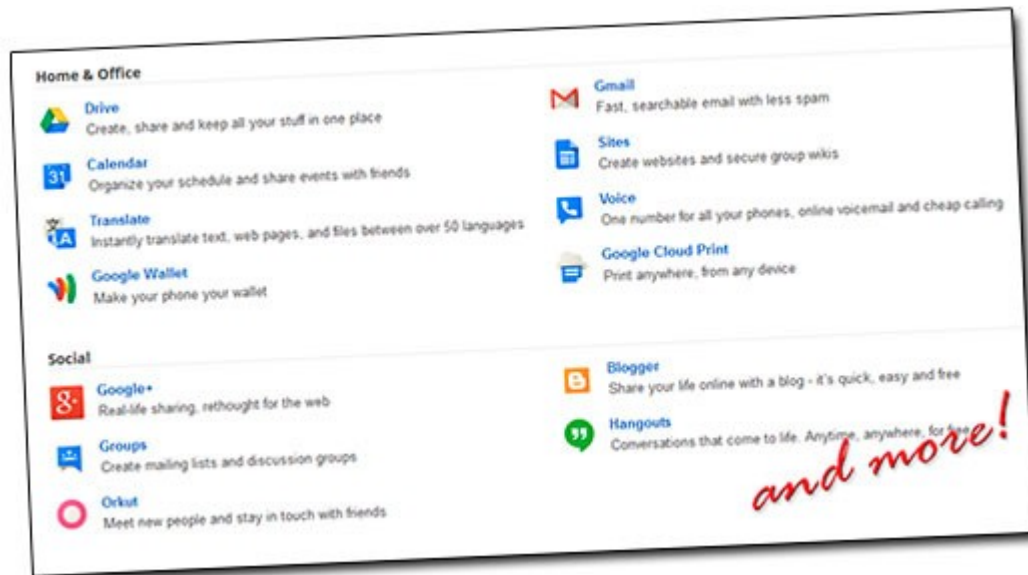 Home & Office
Drive
Create, share and keep all your stuff in one place
Calendar
Organize your schedule and share events with friends
Translate
Instantly translate text, web pages, and files between over 50 languages
Google Wallet
Make your phone your wallet
Gmail
Fast, searchable email with less spam
Sites
Create websites and secure group wikis
Voice
One number for all your phones, online voicemail and cheap calling
Google Cloud Print
Print anywhere, from any device
Social
Google+
Real-life sharing, rethought for the web
Groups
Create mailing lists and discussion groups
Orkut
Meet new people and stay in touch with friends
Blogger
Share your life online with a blog - it's quick, easy and free
Hangouts
Conversations that come to life. Anytime, anywhere, for free
and more!
31
文A
g+